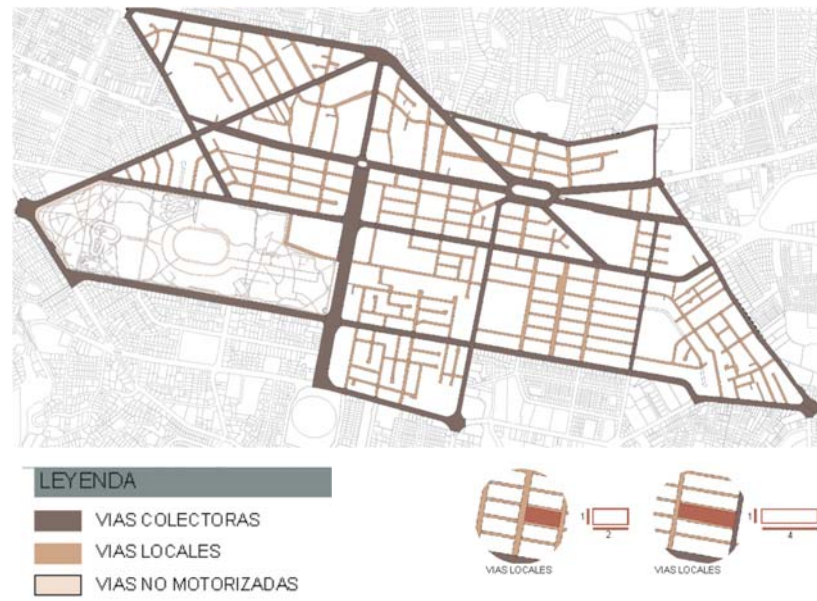 LEYENDA
VIAS COLECTORAS
VIAS LOCALES
VIAS NO MOTORIZADAS
1
2
VIAS LOCALES
1
4
VIAS LOCALES